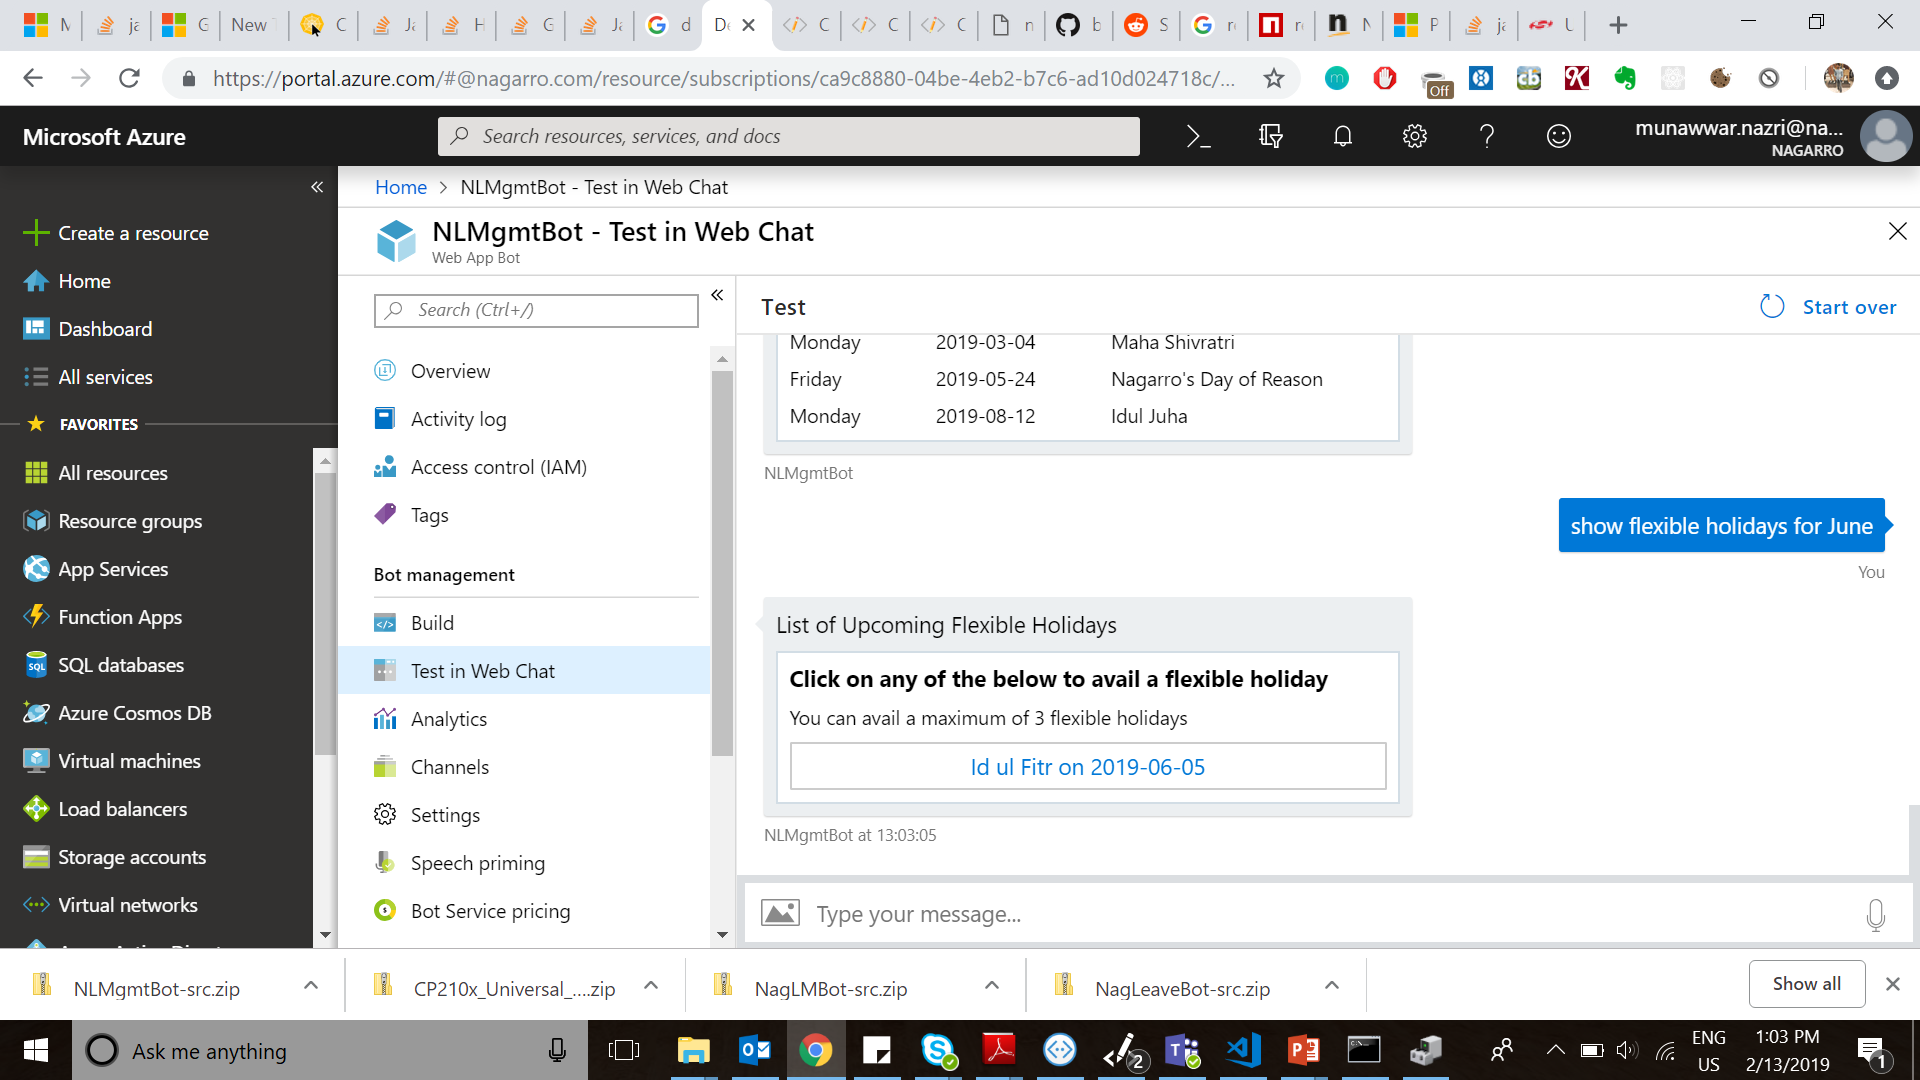 M
ja
G
New
C
Ja
H
G
Ja
d
De
C
C
C
n
b
S
re
re
N
P
ja
U
https://portal.azure.com/#@nagarro.com/resource/subscriptions/ca9c8880-04be-4eb2-b7c6-ad10d024718c/...
Off
Microsoft Azure
Search resources, services, and docs
munawwar.nazri@na...
NAGARRO
Create a resource
Home
Dashboard
All services
FAVORITES
All resources
Resource groups
App Services
Function Apps
SQL databases
Azure Cosmos DB
Virtual machines
Load balancers
Storage accounts
Virtual networks
Home > NLMgmtBot - Test in Web Chat
NLMgmtBot - Test in Web Chat
Web App Bot
Search (Ctrl+/)
Overview
Activity log
Access control (IAM)
Tags
Bot management
Build
Test in Web Chat
Analytics
Channels
Settings
Speech priming
Bot Service pricing
Test
Start over
Monday 2019-03-04 Maha Shivratri
Friday 2019-05-24 Nagarro's Day of Reason
Monday 2019-08-12 Idul Juha
NLMgmtBot
show flexible holidays for June
You
List of Upcoming Flexible Holidays
Click on any of the below to avail a flexible holiday
You can avail a maximum of 3 flexible holidays
Id ul Fitr on 2019-06-05
NLMgmtBot at 13:03:05
Type your message...
NLMgmtBot-src.zip
CP210x_Universal_....zip
NagLMBot-src.zip
NagLeaveBot-src.zip
Show all
Ask me anything
2
ENG
US
1:03 PM
2/13/2019
1